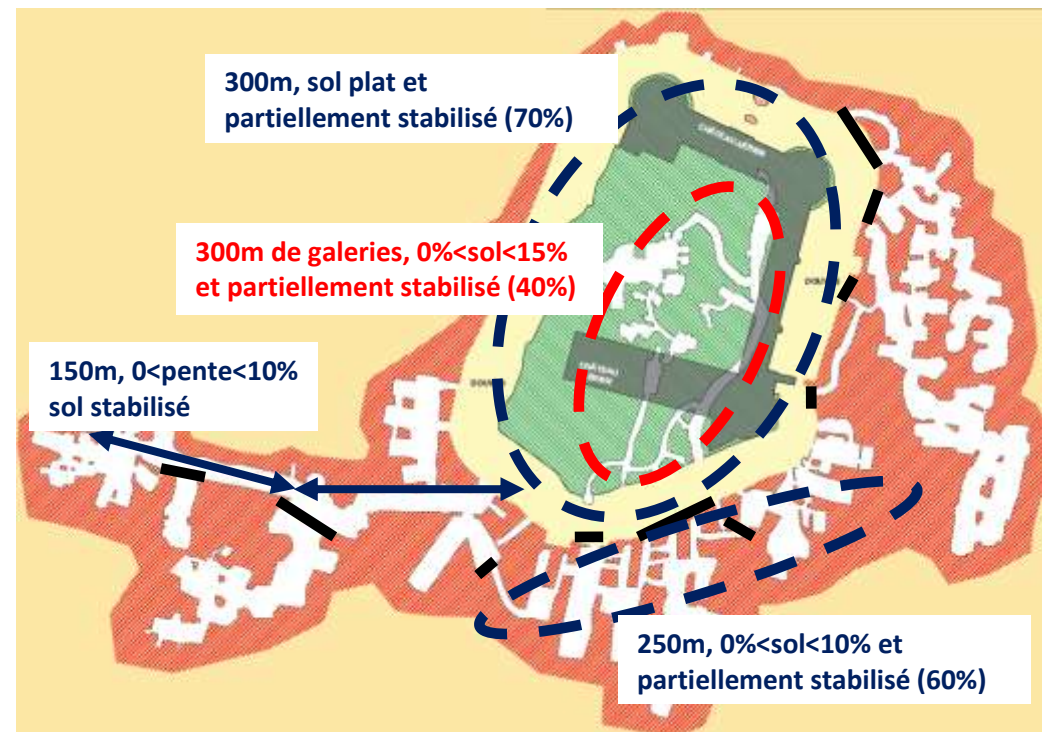 300m, sol plat et
partiellement stabilisé (70%)
300m de galeries, 0%<sol<15%
et partiellement stabilisé (40%)
150m, 0<pente<10%
sol stabilisé
250m, 0%<sol<10% et
partiellement stabilisé (60%)